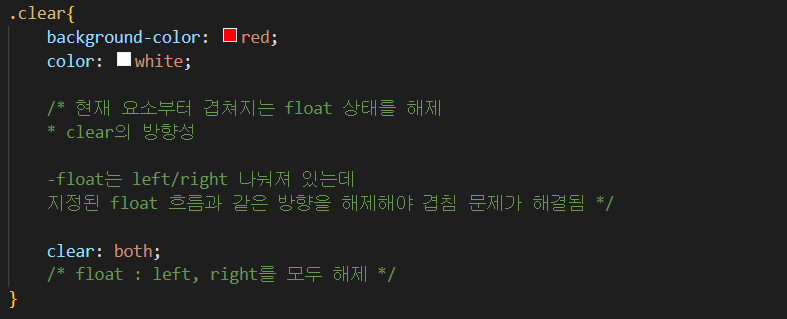 .clear{
background-color: red;
color: white;
/* 현재 요소부터 겹쳐지는 float 상태를 해제
* clear의 방향성
-float는 left/right 나눠져 있는데
지정된 float 흐름과 같은 방향을 해제해야 겹침 문제가 해결됨 */
clear: both;
/* float : left, right를 모두 해제 */
}